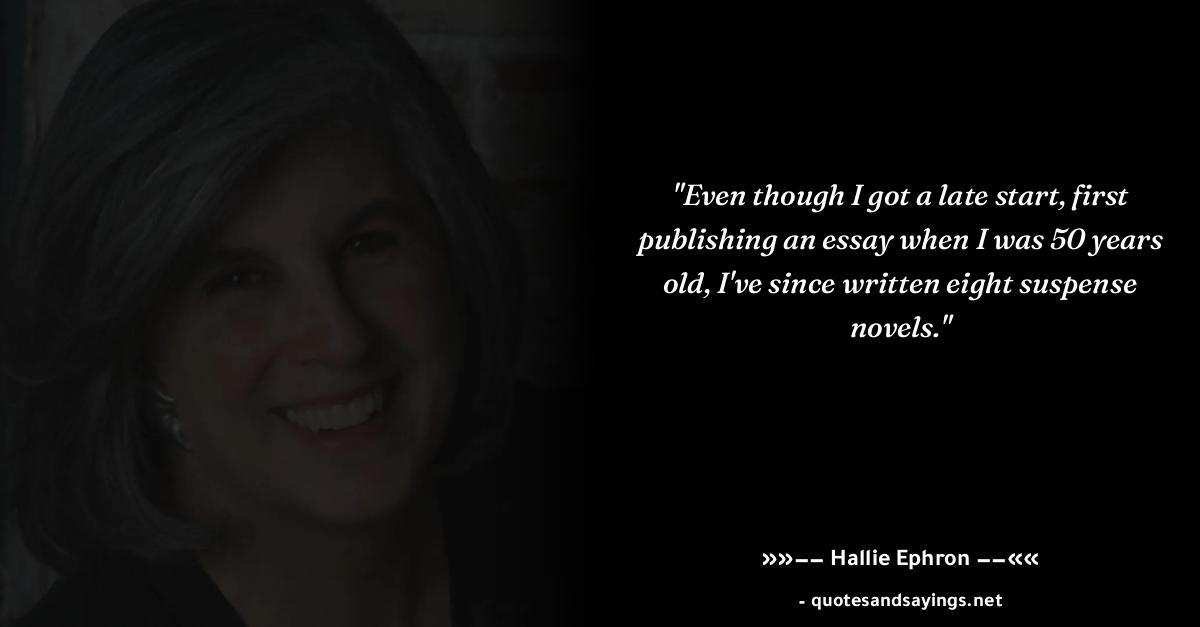 "Even though I got a late start, first
publishing an essay when I was 50 years
old, I've since written eight suspense
novels."
»»−− Hallie Ephron −−««
- quotesandsayings.net